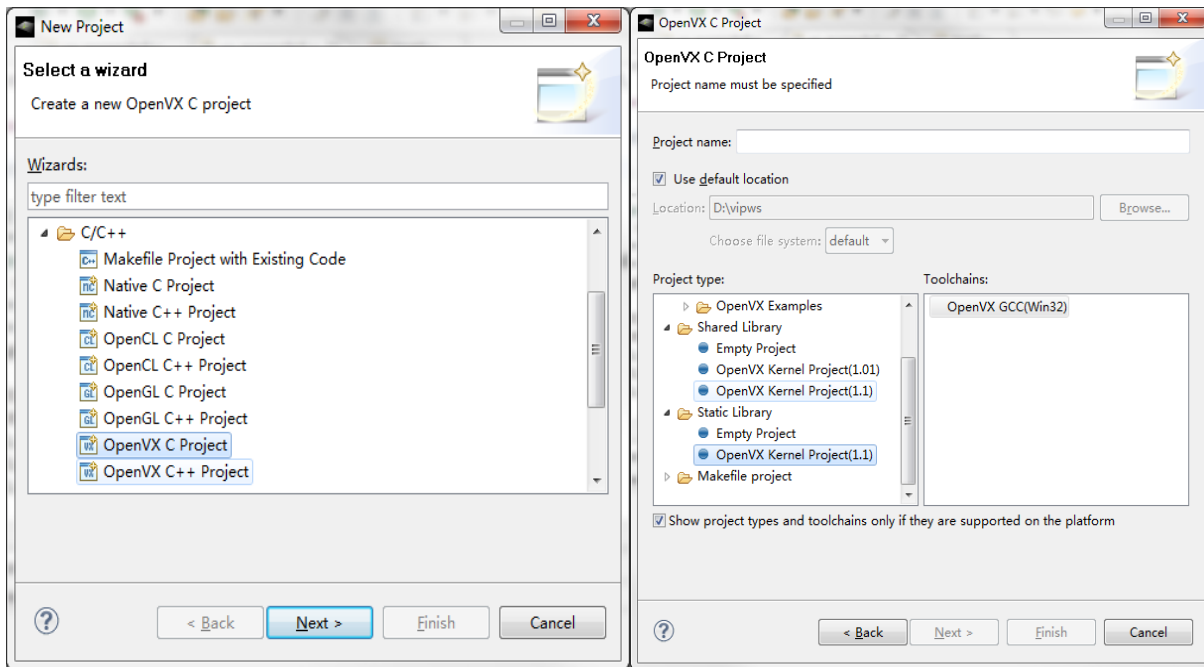 New Project
Select a wizard
Create a new OpenVX C project
Wizards:
type filter text
C/C++
Makefile Project with Existing Code
Native C Project
Native C++ Project
OpenCL C Project
OpenCL C++ Project
OpenGL C Project
OpenGL C++ Project
OpenVX C Project
OpenVX C++ Project
< Back
Next >
Finish
Cancel
OpenVX C Project
OpenVX C Project
Project name must be specified
Project name:
Use default location
Location: D:\vipws
Browse...
Choose file system: default
Project type:
OpenVX Examples
Shared Library
Empty Project
OpenVX Kernel Project(1.01)
OpenVX Kernel Project(1.1)
Static Library
Empty Project
OpenVX Kernel Project(1.1)
Makefile project
Toolchains:
OpenVX GCC(Win32)
Show project types and toolchains only if they are supported on the platform
< Back
Next >
Finish
Cancel